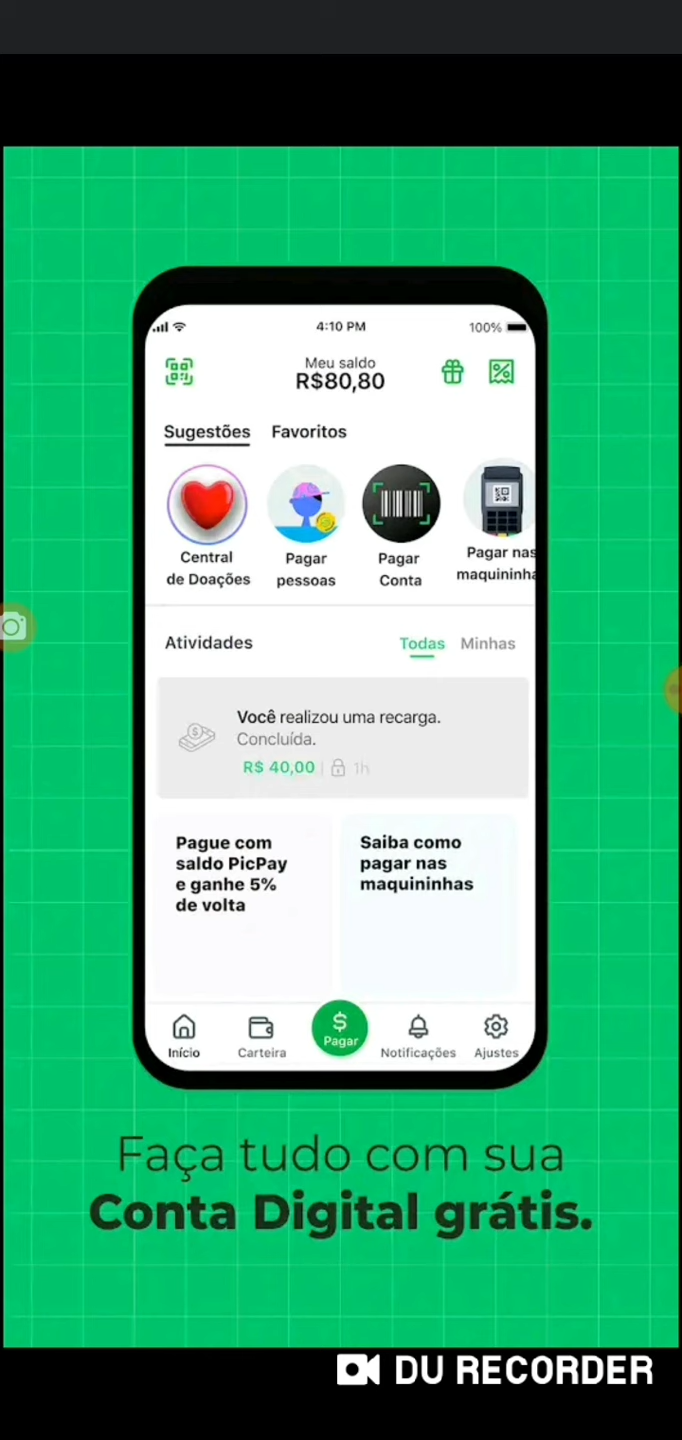 4:10 PM
100%
Meu saldo
R$80,80
Sugestões
Favoritos
Central
de Doações
Pagar
pessoas
Pagar
Conta
Pagar nas
maquininha
Atividades
Todas
Minhas
Você realizou uma recarga.
Concluída.
R$ 40,00 | 1h
Pague com
saldo PicPay
e ganhe 5%
de volta
Saiba como
pagar nas
maquininhas
Início
Carteira
$
Pagar
Notificações
Ajustes
Faça tudo com sua
Conta Digital grátis.
DU RECORDER